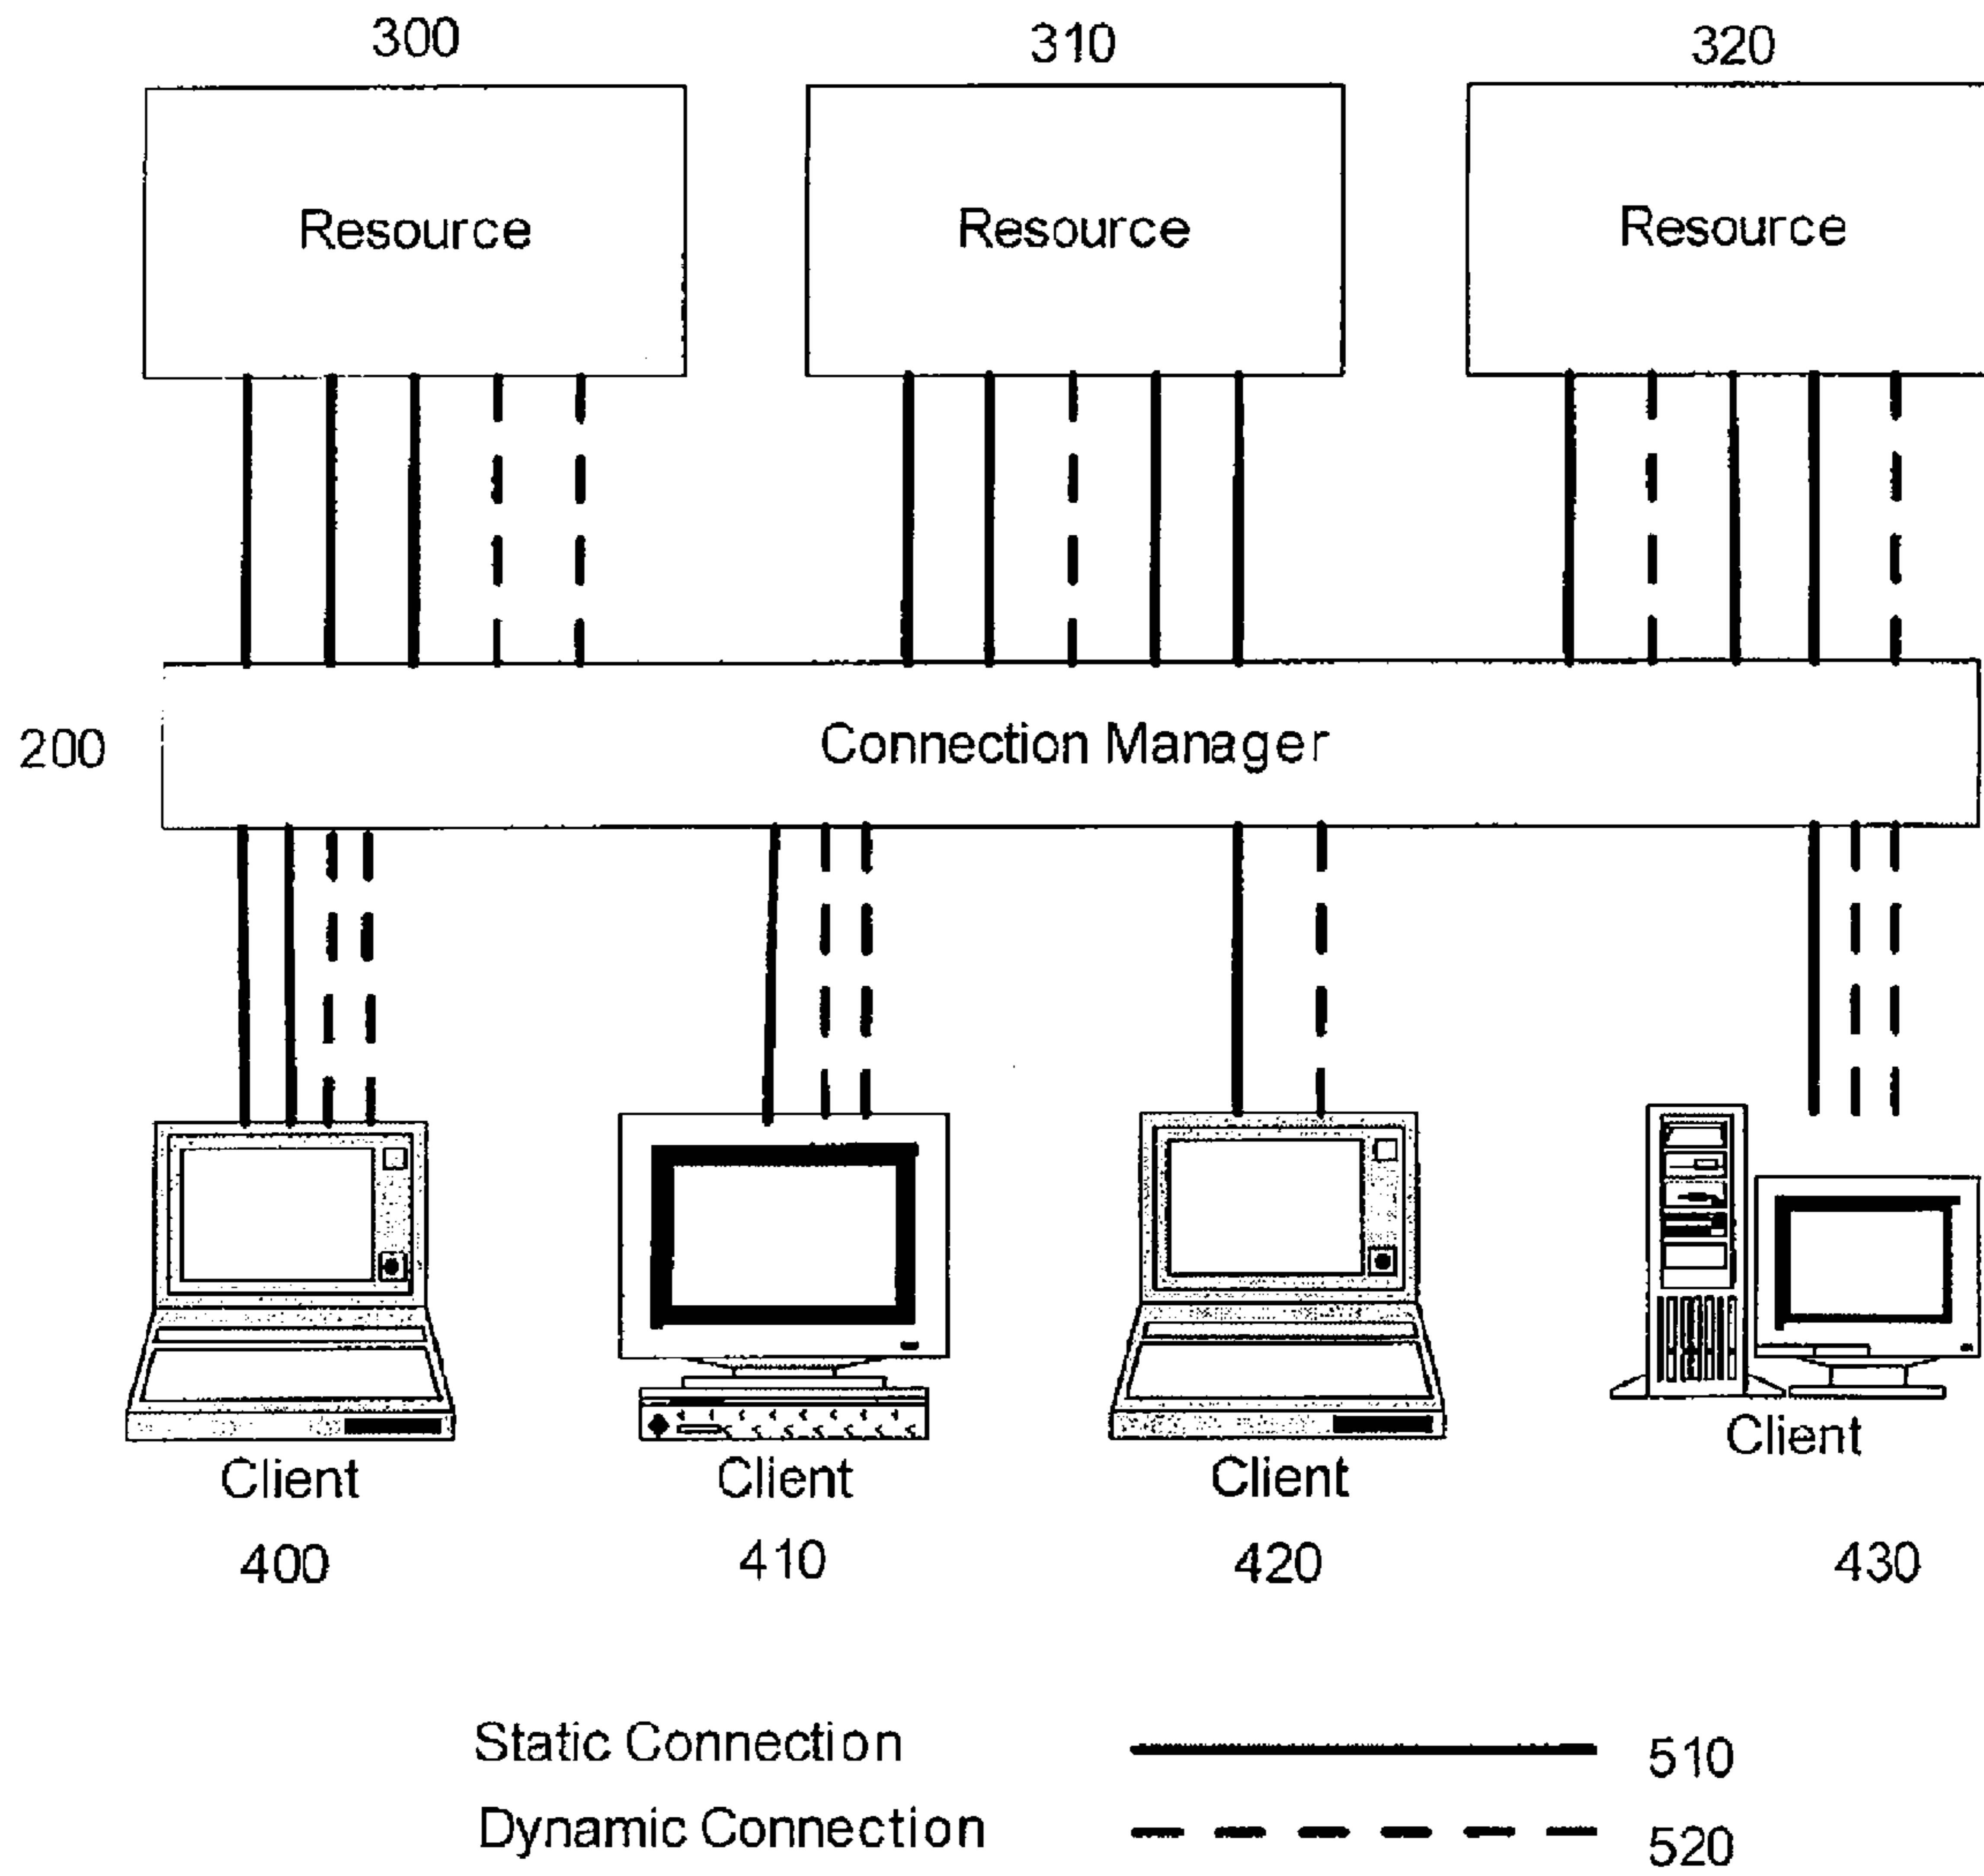 300 310 320
Resource Resource Resource
200 Connection Manager
Client Client Client Client
400 410 420 430
Static Connection 510
Dynamic Connection 520